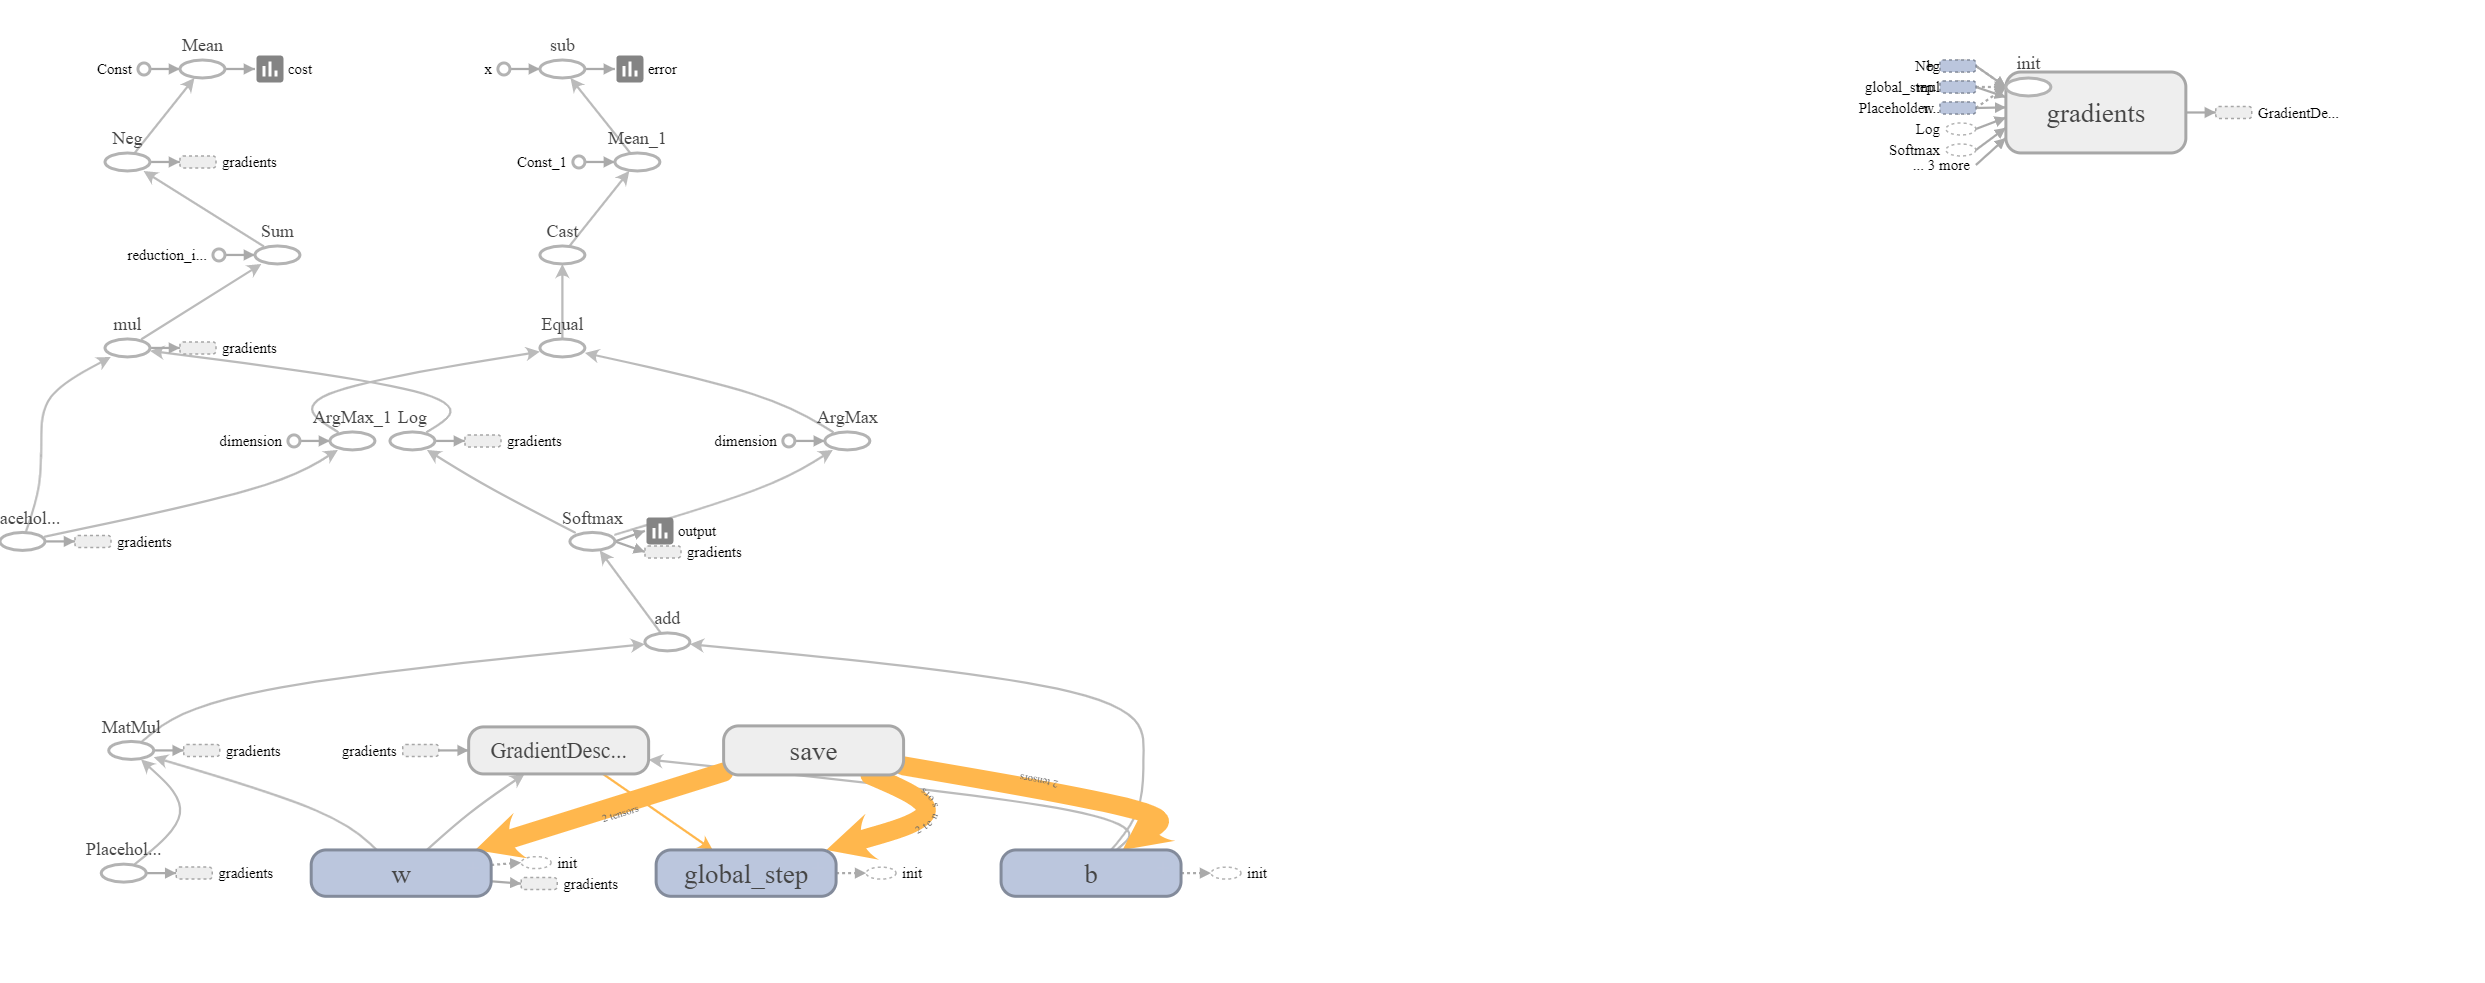 Mean
sub
Const
cost
x
error
init
Neg
global_step
mul
Placeholder...
gradients
GradientDe...
Log
Softmax
... 3 more
Neg
gradients
Mean_1
Const_1
Sum
reduction_i...
Cast
mul
gradients
Equal
ArgMax_1
Log
ArgMax
dimension
gradients
dimension
acehol...
gradients
Softmax
output
gradients
add
MatMul
gradients
gradients
GradientDesc...
save
2 tensors
2 tensors
Placehol...
gradients
w
init
gradients
global_step
init
b
init